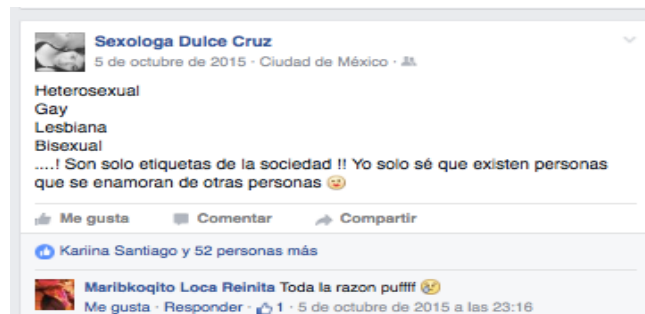 Sexologa Dulce Cruz
5 de octubre de 2015 · Ciudad de México ·
Heterosexual
Gay
Lesbiana
Bisexual
....! Son solo etiquetas de la sociedad !! Yo solo sé que existen personas
que se enamoran de otras personas
Me gusta Comentar Compartir
Kariina Santiago y 52 personas más
Maribkoqito Loca Reinita Toda la razon puffff
Me gusta · Responder · 1 · 5 de octubre de 2015 a las 23:16